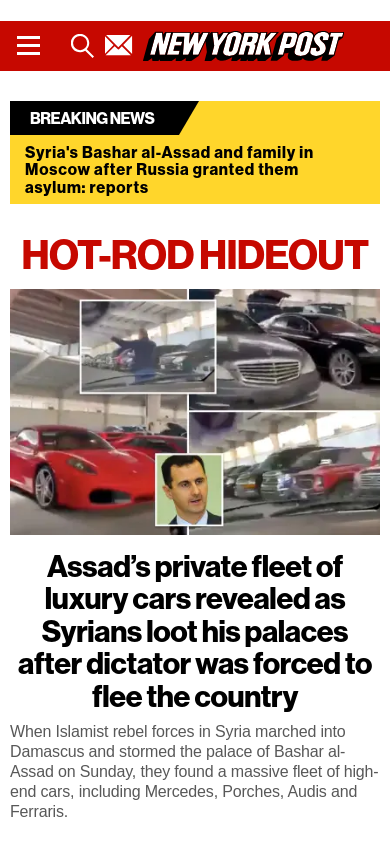 NEW YORK POST
BREAKING NEWS
Syria's Bashar al-Assad and family in
Moscow after Russia granted them
asylum: reports
HOT-ROD HIDEOUT
Assad’s private fleet of
luxury cars revealed as
Syrians loot his palaces
after dictator was forced to
flee the country
When Islamist rebel forces in Syria marched into
Damascus and stormed the palace of Bashar al-
Assad on Sunday, they found a massive fleet of high-
end cars, including Mercedes, Porches, Audis and
Ferraris.